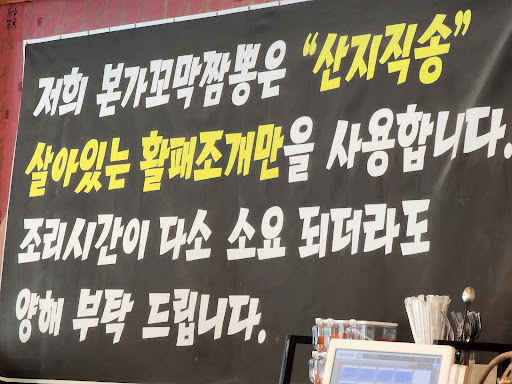 저희 본가꼬막짬뽕은 “산지직송”
살아있는 활패조개만을 사용합니다.
조리시간이 다소 소요 되더라도
양해 부탁 드립니다.